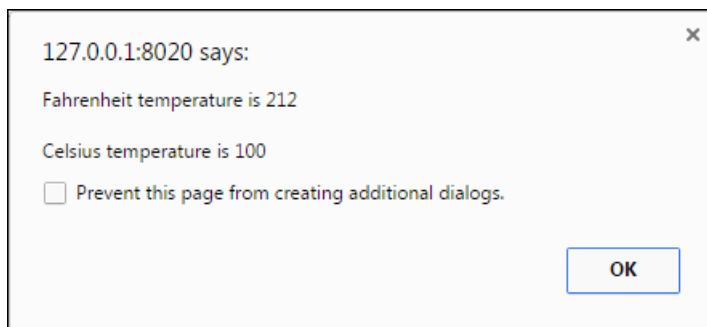 127.0.0.1:8020 says:
Fahrenheit temperature is 212
Celsius temperature is 100
Prevent this page from creating additional dialogs.
OK